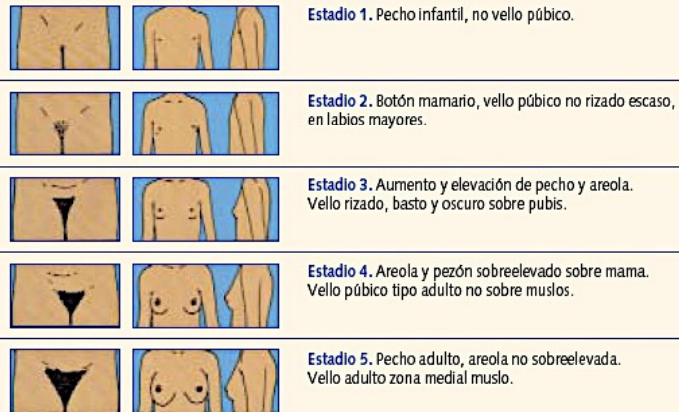 Estadio 1. Pecho infantil, no vello púbico.
Estadio 2. Botón mamario, vello púbico no rizado escaso,
en labios mayores.
Estadio 3. Aumento y elevación de pecho y areola.
Vello rizado, basto y oscuro sobre pubis.
Estadio 4. Areola y pezón sobreelevado sobre mama.
Vello púbico tipo adulto no sobre muslos.
Estadio 5. Pecho adulto, areola no sobreelevada.
Vello adulto zona medial muslo.